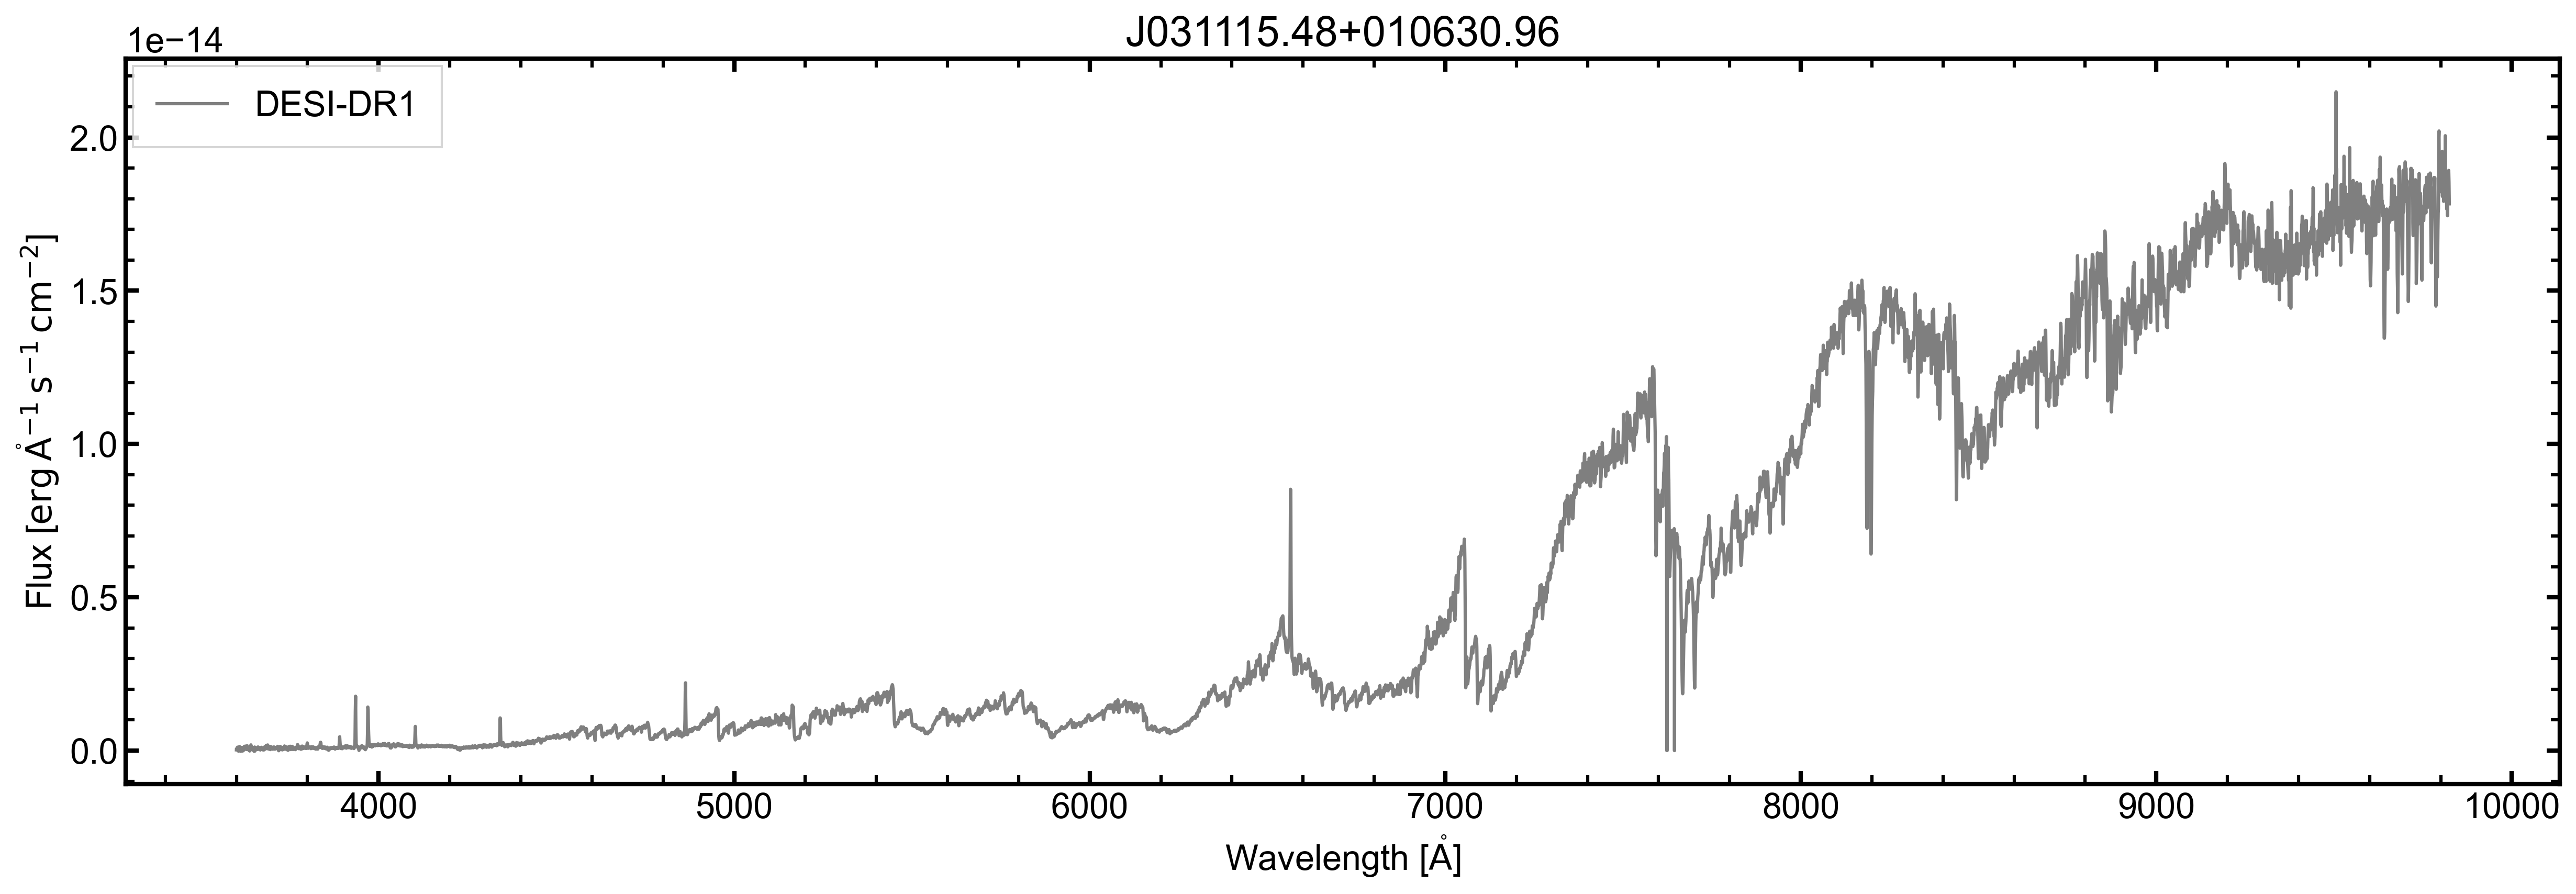 J031115.48+010630.96
1e−14
DESI-DR1
2.0
1.5
1.0
0.5
0.0
Flux [erg Å⁻¹ s⁻¹ cm⁻²]
4000 5000 6000 7000 8000 9000 10000
Wavelength [Å]